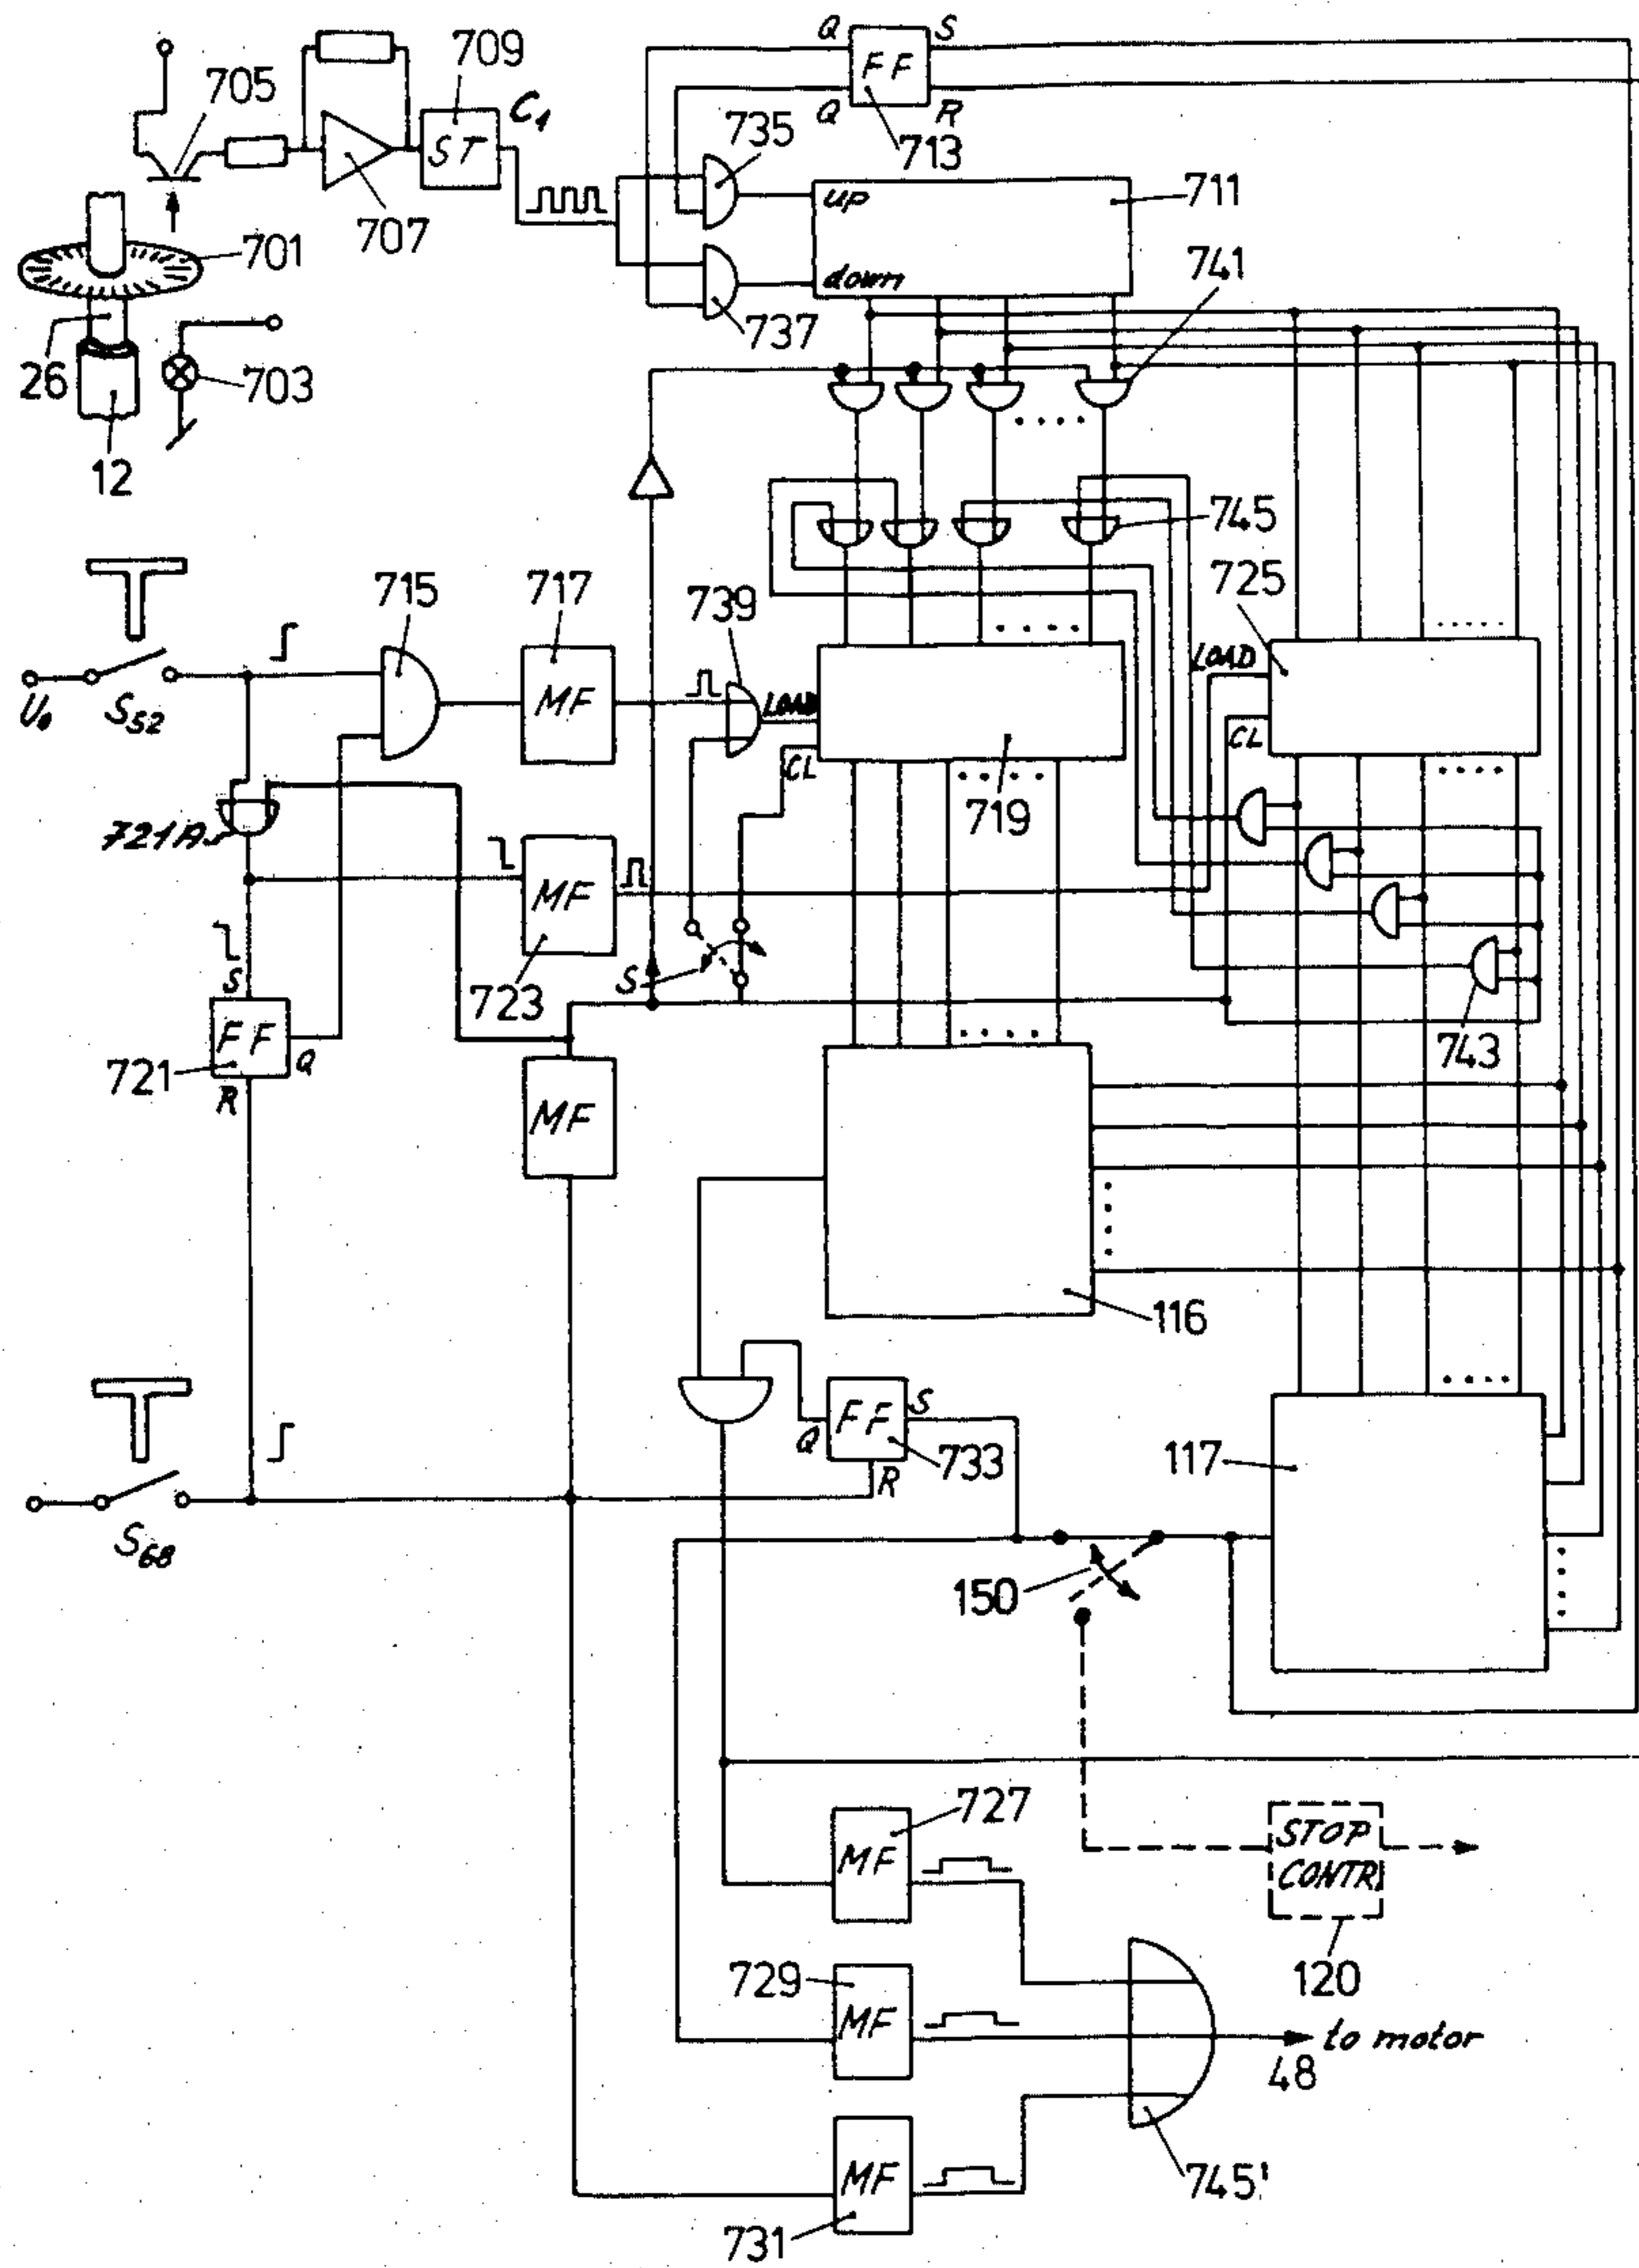 Q
FF
S
Q
R
713
705
709
ST
C1
707
701
26
12
703
735
737
up
down
711
741
745
725
LOAD
CL
U0
S52
715
717
MF
739
LOAD
CL
719
721A
MF
723
S
S
FF
Q
721
R
MF
743
116
S68
Q
FF
S
R
733
117
150
727
MF
STOP
CONTR
120
729
MF
to motor
48
MF
731
745'